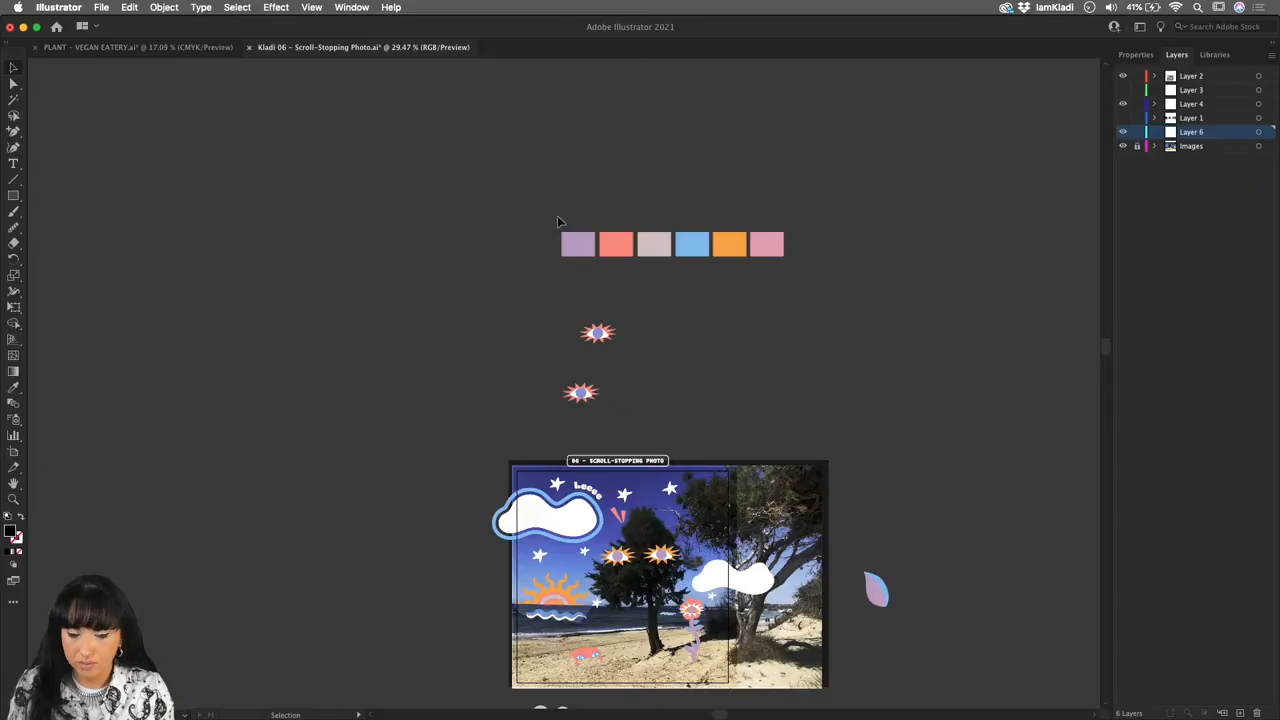 Illustrator File Edit Object Type Select Effect View Window Help
IamKladi 41%
Adobe Illustrator 2021
Adobe Stock
PLANT - VEGAN EATERY.ai* @ 17.09 % (CMYK/Preview)
Kladi 06 – Scroll-Stopping Photo.ai* @ 29.47 % (RGB/Preview)
Properties Layers Libraries
Layer 2
Layer 3
Layer 4
Layer 1
Layer 6
Images
06 - SCROLL-STOPPING PHOTO
Selection
6 Layers